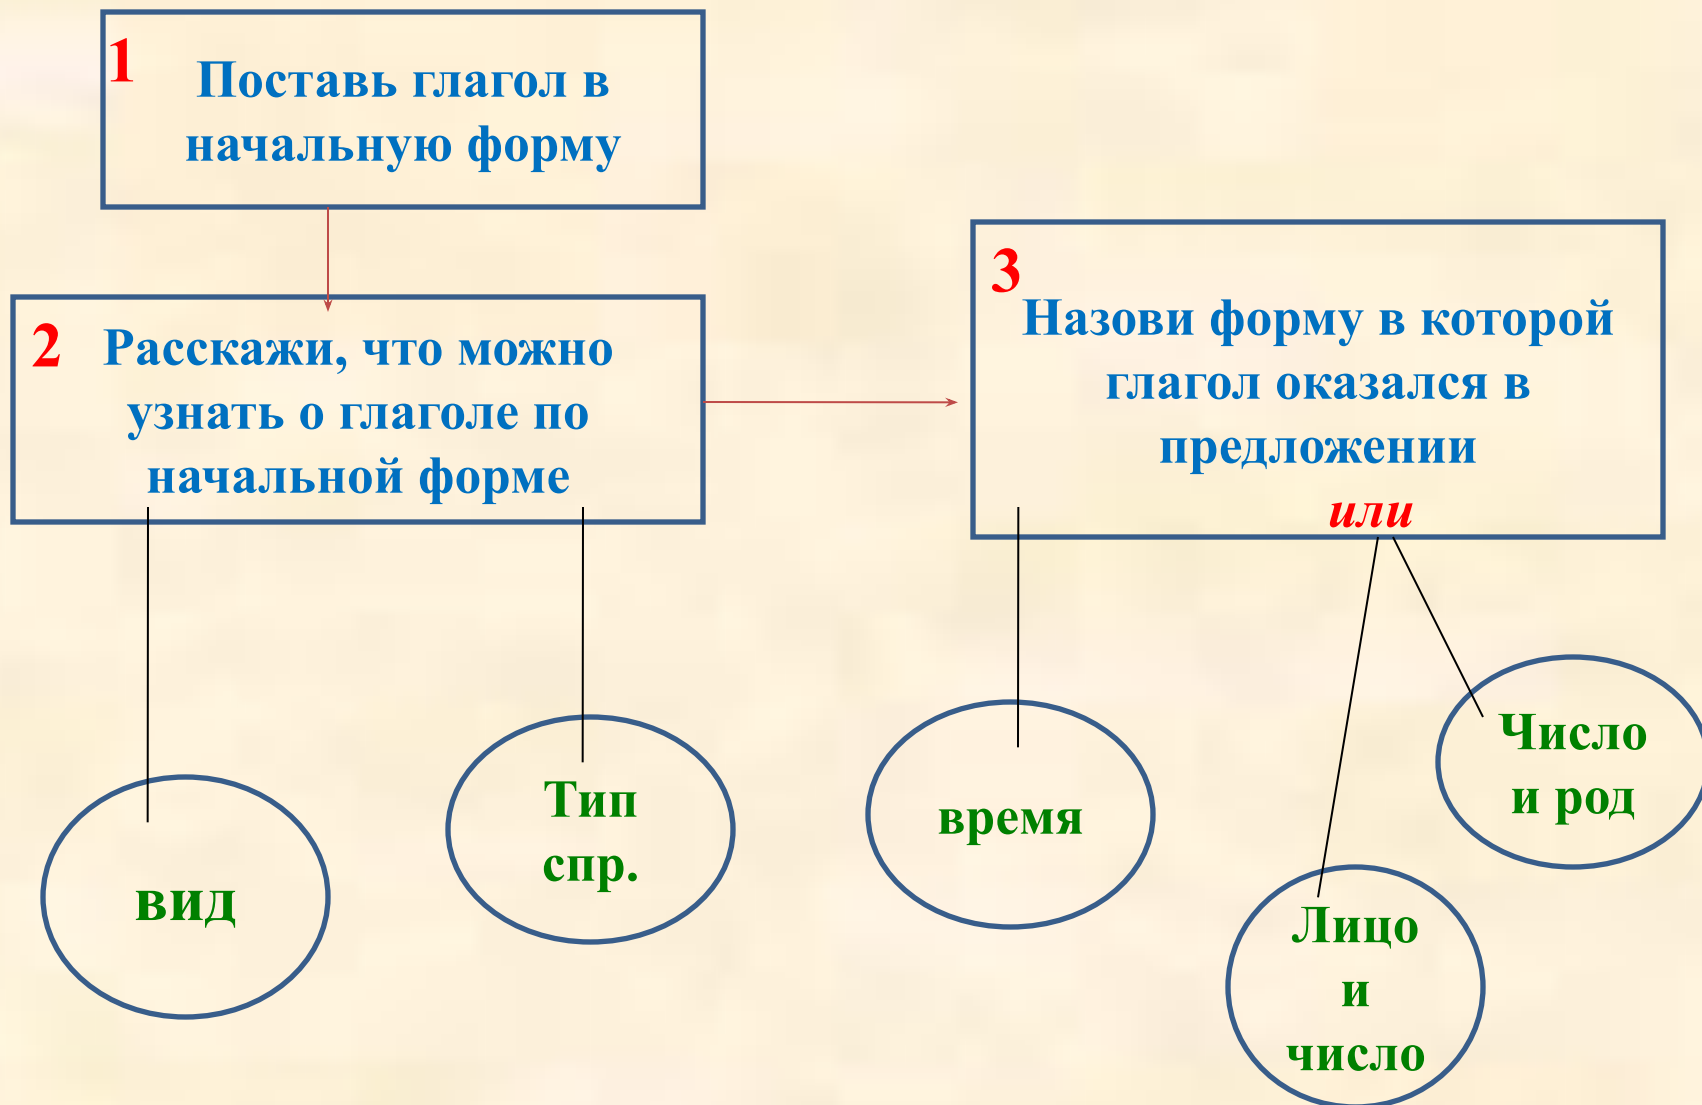 1
Поставь глагол в
начальную форму
2
Расскажи, что можно
узнать о глаголе по
начальной форме
3
Назови форму в которой
глагол оказался в
предложении
или
вид
Тип
спр.
время
Лицо
и
число
Число
и род